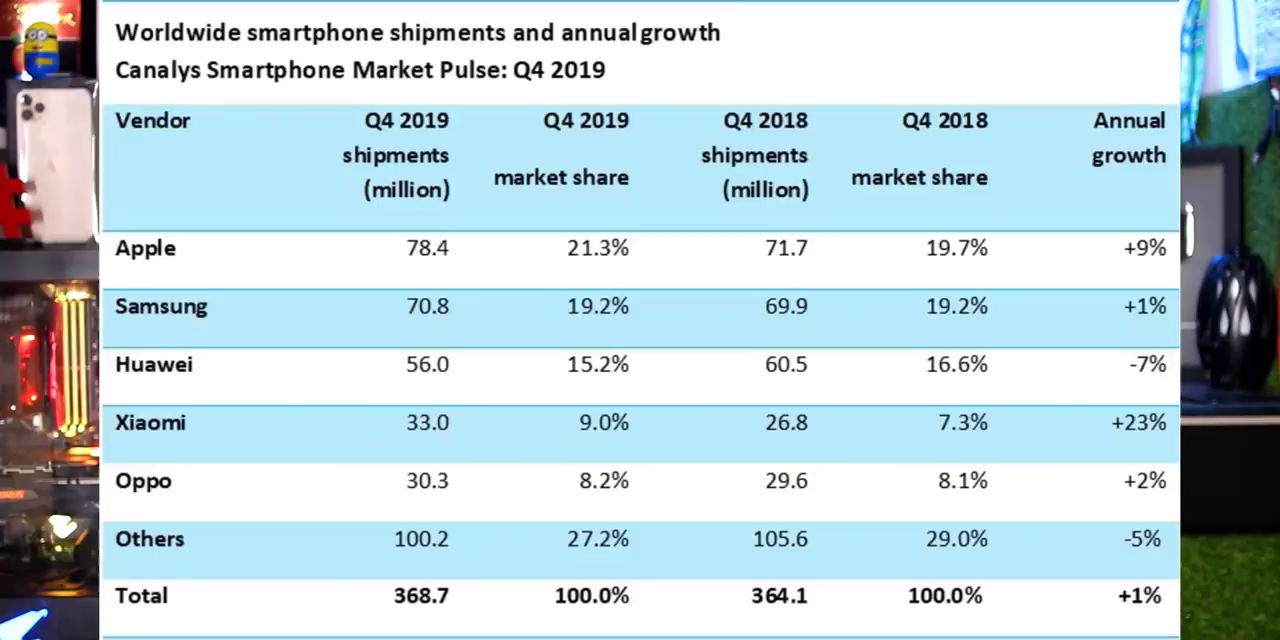 Worldwide smartphone shipments and annual growth
Canalys Smartphone Market Pulse: Q4 2019
Vendor Q4 2019 shipments (million) Q4 2019 market share Q4 2018 shipments (million) Q4 2018 market share Annual growth
Apple 78.4 21.3% 71.7 19.7% +9%
Samsung 70.8 19.2% 69.9 19.2% +1%
Huawei 56.0 15.2% 60.5 16.6% -7%
Xiaomi 33.0 9.0% 26.8 7.3% +23%
Oppo 30.3 8.2% 29.6 8.1% +2%
Others 100.2 27.2% 105.6 29.0% -5%
Total 368.7 100.0% 364.1 100.0% +1%